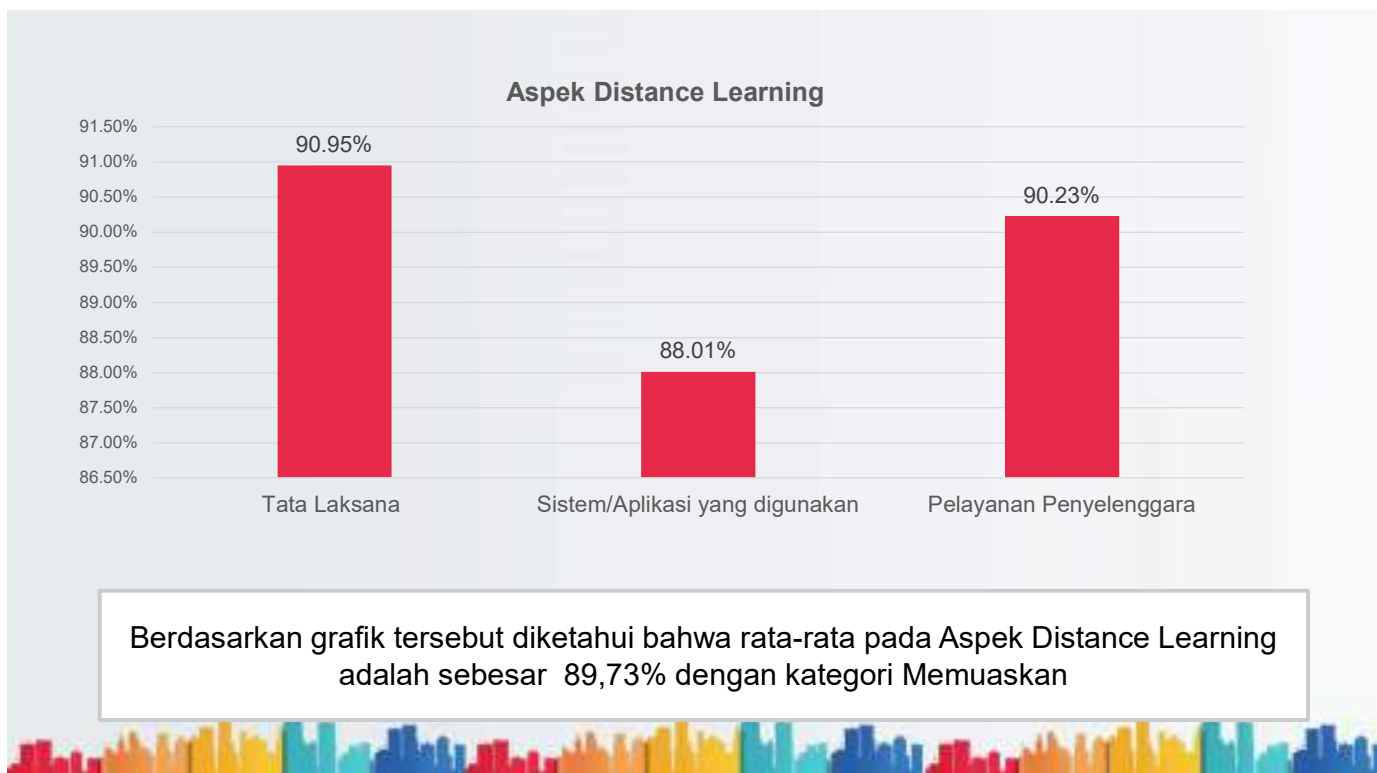 Aspek Distance Learning
91.50%
91.00%
90.50%
90.00%
89.50%
89.00%
88.50%
88.00%
87.50%
87.00%
86.50%
90.95%
88.01%
90.23%
Tata Laksana
Sistem/Aplikasi yang digunakan
Pelayanan Penyelenggara
Berdasarkan grafik tersebut diketahui bahwa rata-rata pada Aspek Distance Learning
adalah sebesar 89,73% dengan kategori Memuaskan